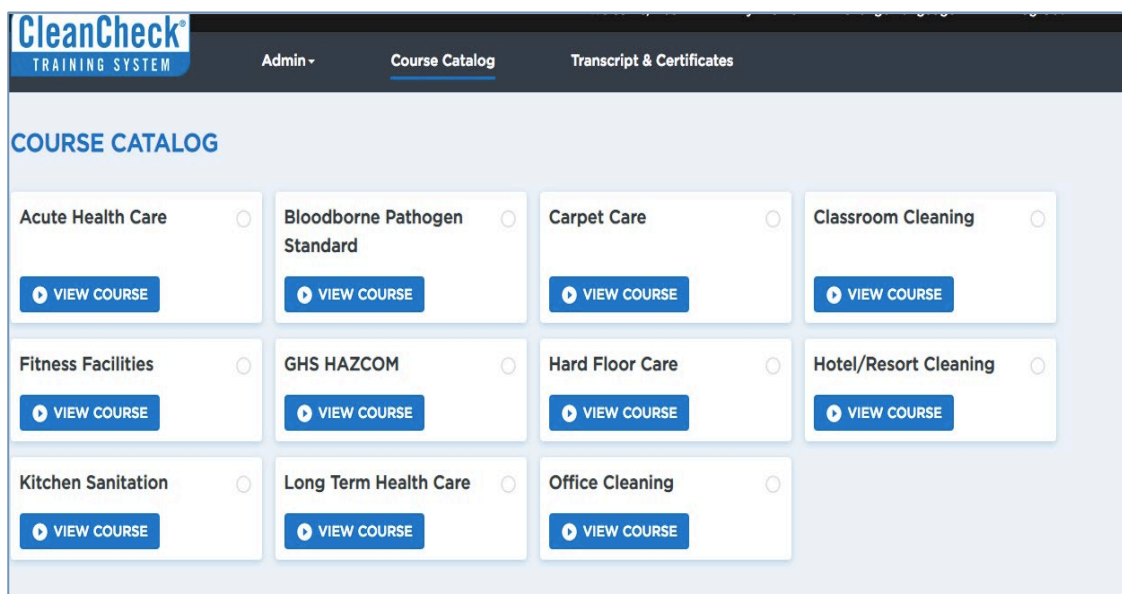 CleanCheck®
TRAINING SYSTEM
Admin
Course Catalog
Transcript & Certificates
COURSE CATALOG
Acute Health Care
VIEW COURSE
Bloodborne Pathogen
Standard
VIEW COURSE
Carpet Care
VIEW COURSE
Classroom Cleaning
VIEW COURSE
Fitness Facilities
VIEW COURSE
GHS HAZCOM
VIEW COURSE
Hard Floor Care
VIEW COURSE
Hotel/Resort Cleaning
VIEW COURSE
Kitchen Sanitation
VIEW COURSE
Long Term Health Care
VIEW COURSE
Office Cleaning
VIEW COURSE